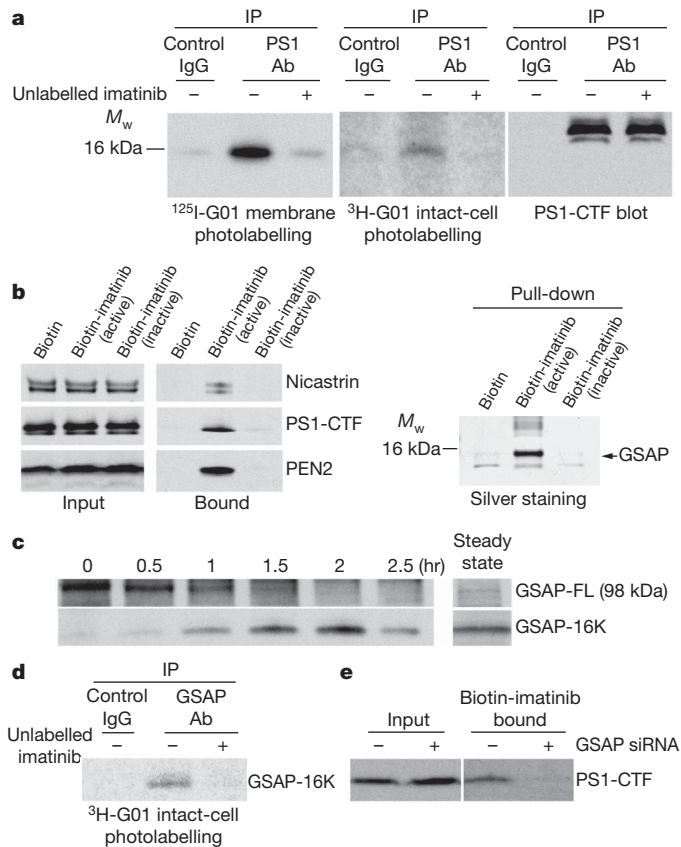 a
IP IP IP
Control IgG PS1 Ab Control IgG PS1 Ab Control IgG PS1 Ab
Unlabelled imatinib – – + – – + – – +
Mw
16 kDa
125I-G01 membrane photolabelling
3H-G01 intact-cell photolabelling
PS1-CTF blot
b
Biotin
Biotin-imatinib (active)
Biotin-imatinib (inactive)
Biotin
Biotin-imatinib (active)
Biotin-imatinib (inactive)
Nicastrin
PS1-CTF
PEN2
Input Bound
Pull-down
Biotin
Biotin-imatinib (active)
Biotin-imatinib (inactive)
Mw
16 kDa
GSAP
Silver staining
c
0 0.5 1 1.5 2 2.5 (hr)
Steady state
GSAP-FL (98 kDa)
GSAP-16K
d
IP
Control IgG GSAP Ab
Unlabelled imatinib – – +
GSAP-16K
3H-G01 intact-cell photolabelling
e
Input Biotin-imatinib bound
– + – + GSAP siRNA
PS1-CTF